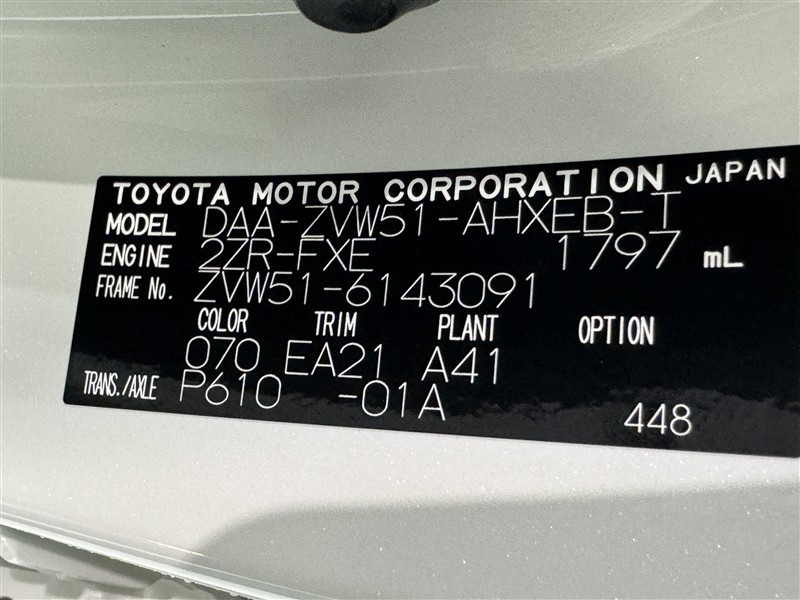 TOYOTA MOTOR CORPORATION JAPAN
MODEL DAA-ZVW51-AHXEB-T
ENGINE 2ZR-FXE 1797 mL
FRAME No. ZVW51-6143091
COLOR TRIM PLANT OPTION
070 EA21 A41
TRANS./AXLE P610 -01A
448